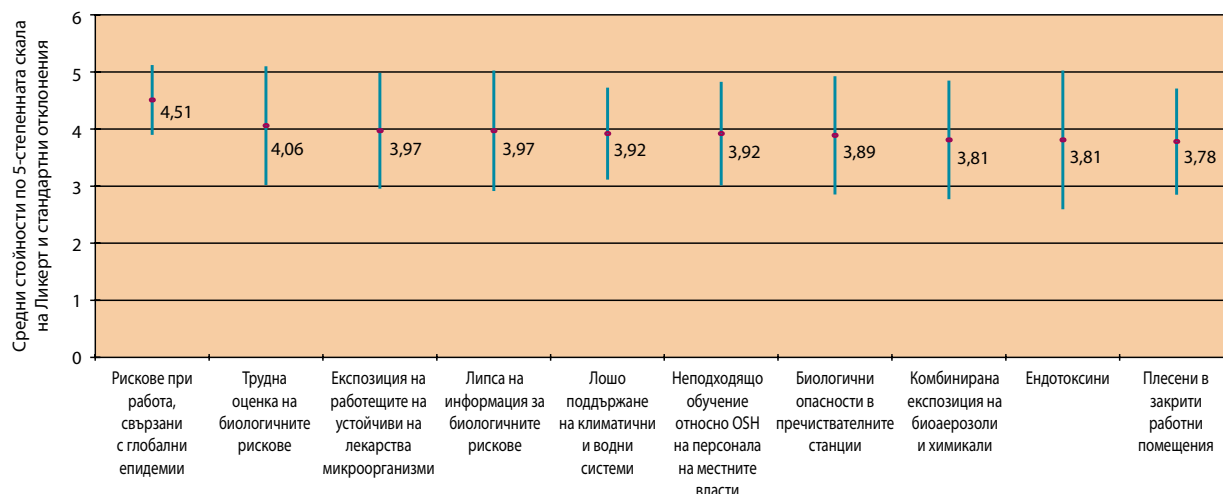 Средни стойности по 5-степенната скала
на Ликерт и стандартни отклонения
6
5
4
3
2
1
0
4,51
4,06
3,97
3,97
3,92
3,92
3,89
3,81
3,81
3,78
Рискове при
работа,
свързани
с глобални
епидемии
Трудна
оценка на
биологичните
рискове
Експозиция на
работещите на
устойчиви на
лекарства
микроорганизми
Липса на
информация за
биологичните
рискове
Лошо
поддържане
на климатични
и водни
системи
Неподходящо
обучение
относно OSH
на персонала
на местните
власти
Биологични
опасности в
пречиствателните
станции
Комбинирана
експозиция на
биоаерозоли
и химикали
Ендотоксини
Плесени в
закрити
работни
помещения